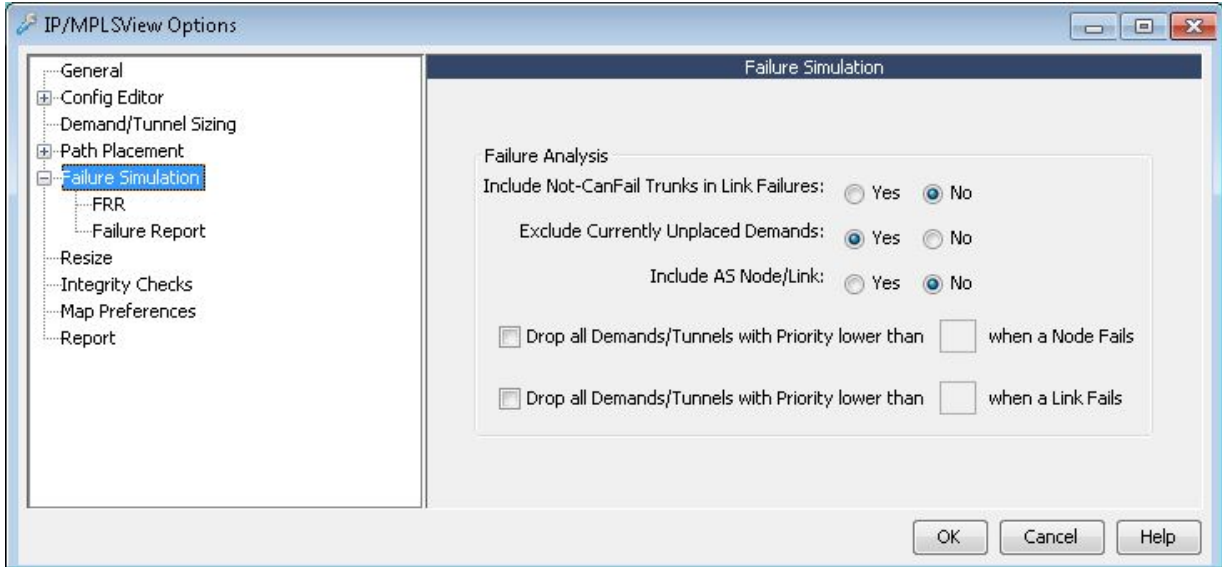 IP/MPLSView Options
General
Config Editor
Demand/Tunnel Sizing
Path Placement
Failure Simulation
FRR
Failure Report
Resize
Integrity Checks
Map Preferences
Report
Failure Simulation
Failure Analysis
Include Not-CanFail Trunks in Link Failures: Yes No
Exclude Currently Unplaced Demands: Yes No
Include AS Node/Link: Yes No
Drop all Demands/Tunnels with Priority lower than when a Node Fails
Drop all Demands/Tunnels with Priority lower than when a Link Fails
OK Cancel Help